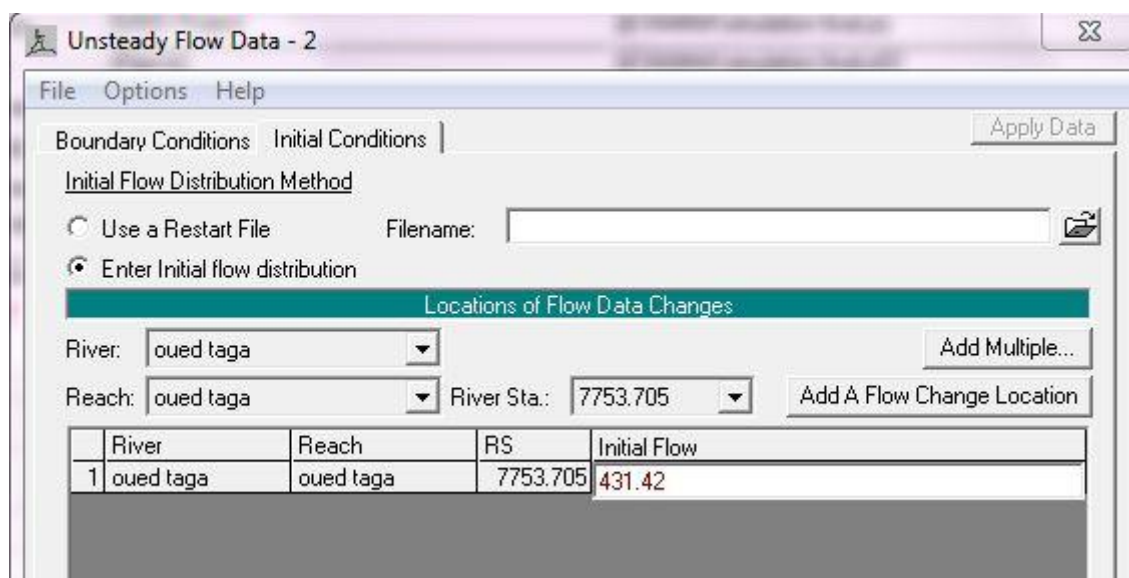 Unsteady Flow Data - 2
File Options Help
Boundary Conditions Initial Conditions Apply Data
Initial Flow Distribution Method
Use a Restart File Filename:
Enter Initial flow distribution
Locations of Flow Data Changes
River: oued taga Add Multiple...
Reach: oued taga River Sta.: 7753.705 Add A Flow Change Location
River Reach RS Initial Flow
1 oued taga oued taga 7753.705 431.42